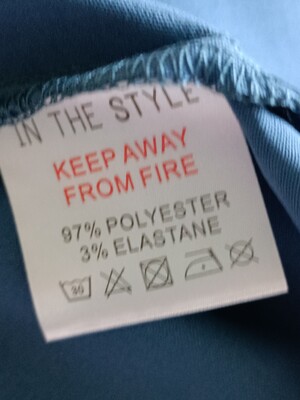 IN THE STYLE
KEEP AWAY
FROM FIRE
97% POLYESTER
3% ELASTANE
30